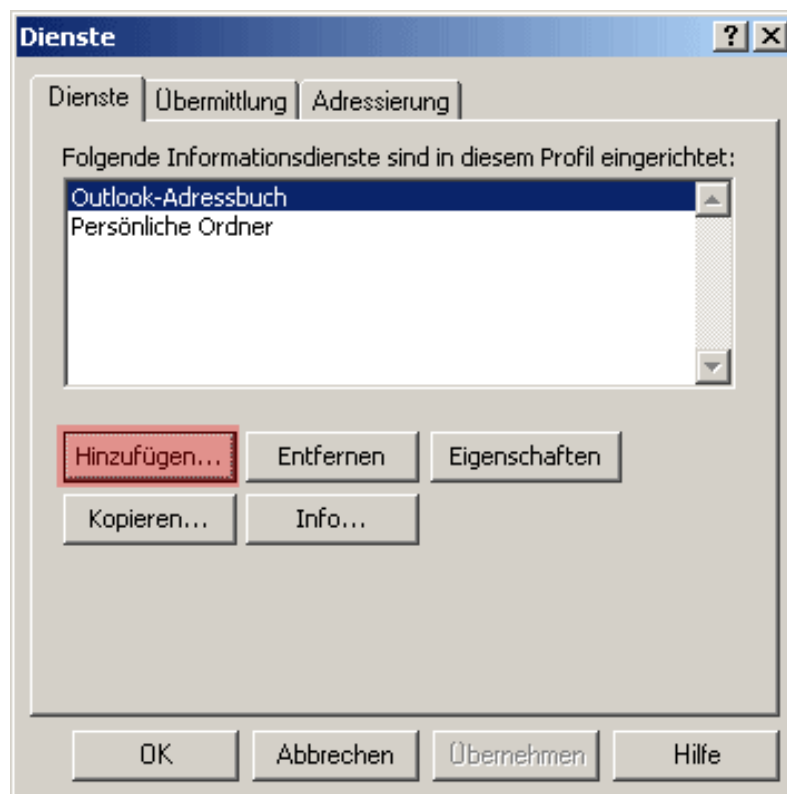 Dienste
Dienste Übermittlung Adressierung
Folgende Informationsdienste sind in diesem Profil eingerichtet:
Outlook-Adressbuch
Persönliche Ordner
Hinzufügen... Entfernen Eigenschaften
Kopieren... Info...
OK Abbrechen Übernehmen Hilfe